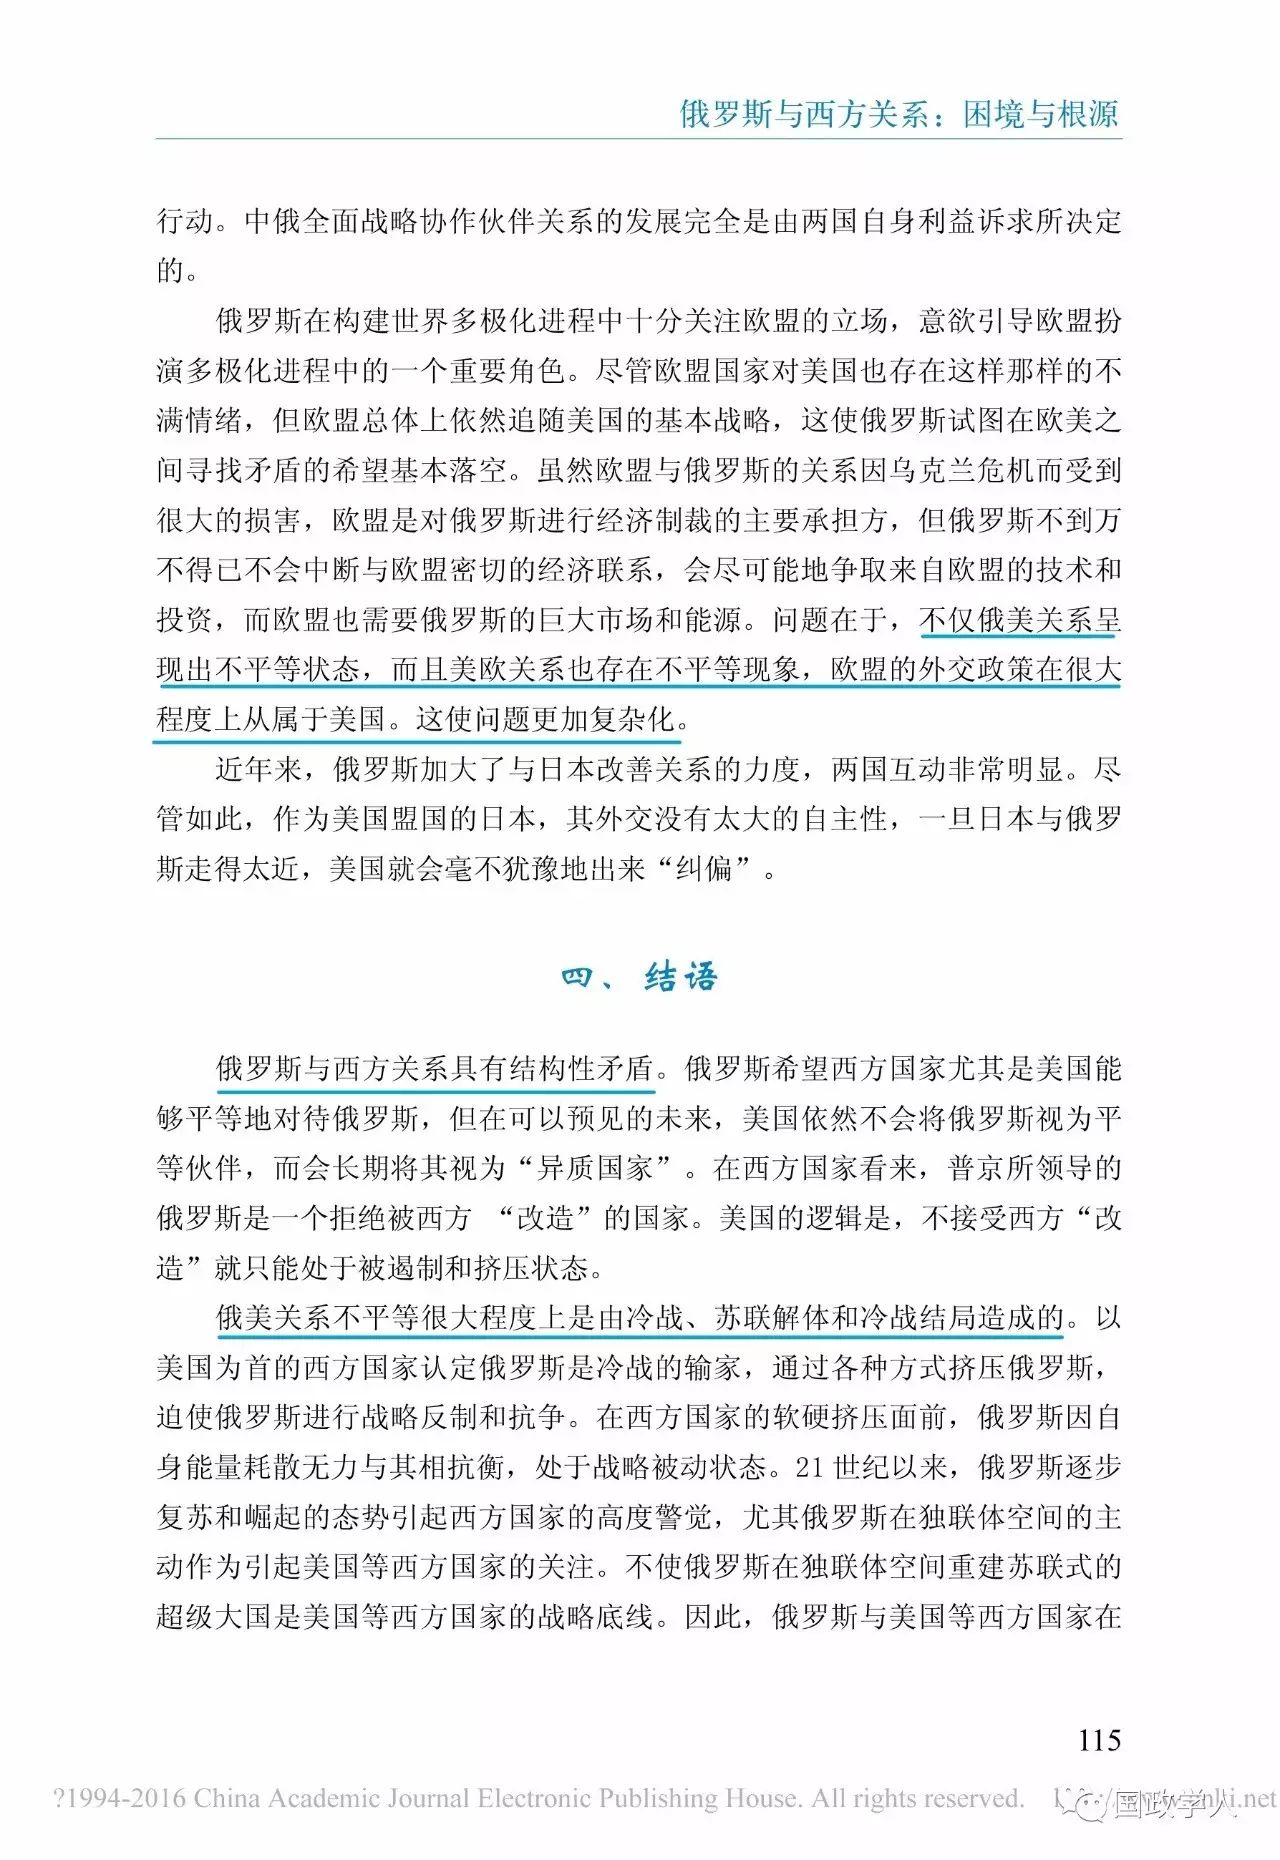 俄罗斯与西方关系：困境与根源
行动。中俄全面战略协作伙伴关系的发展完全是由两国自身利益诉求所决定
的。
俄罗斯在构建世界多极化进程中十分关注欧盟的立场，意欲引导欧盟扮
演多极化进程中的一个重要角色。尽管欧盟国家对美国也存在这样那样的不
满情绪，但欧盟总体上依然追随美国的基本战略，这使俄罗斯试图在欧美之
间寻找矛盾的希望基本落空。虽然欧盟与俄罗斯的关系因乌克兰危机而受到
很大的损害，欧盟是对俄罗斯进行经济制裁的主要承担方，但俄罗斯不到万
不得已不会中断与欧盟密切的经济联系，会尽可能地争取来自欧盟的技术和
投资，而欧盟也需要俄罗斯的巨大市场和能源。问题在于，不仅俄美关系呈
现出不平等状态，而且美欧关系也存在不平等现象，欧盟的外交政策在很大
程度上从属于美国。这使问题更加复杂化。
近年来，俄罗斯加大了与日本改善关系的力度，两国互动非常明显。尽
管如此，作为美国盟国的日本，其外交没有太大的自主性，一旦日本与俄罗
斯走得太近，美国就会毫不犹豫地出来“纠偏”。
四、结语
俄罗斯与西方关系具有结构性矛盾。俄罗斯希望西方国家尤其是美国能
够平等地对待俄罗斯，但在可以预见的未来，美国依然不会将俄罗斯视为平
等伙伴，而会长期将其视为“异质国家”。在西方国家看来，普京所领导的
俄罗斯是一个拒绝被西方 “改造”的国家。美国的逻辑是，不接受西方“改
造”就只能处于被遏制和挤压状态。
俄美关系不平等很大程度上是由冷战、苏联解体和冷战结局造成的。以
美国为首的西方国家认定俄罗斯是冷战的输家，通过各种方式挤压俄罗斯，
迫使俄罗斯进行战略反制和抗争。在西方国家的软硬挤压面前，俄罗斯因自
身能量耗散无力与其相抗衡，处于战略被动状态。21世纪以来，俄罗斯逐步
复苏和崛起的态势引起西方国家的高度警觉，尤其俄罗斯在独联体空间的主
动作为引起美国等西方国家的关注。不使俄罗斯在独联体空间重建苏联式的
超级大国是美国等西方国家的战略底线。因此，俄罗斯与美国等西方国家在
115
?1994-2016 China Academic Journal Electronic Publishing House. All rights reserved.
国政学人